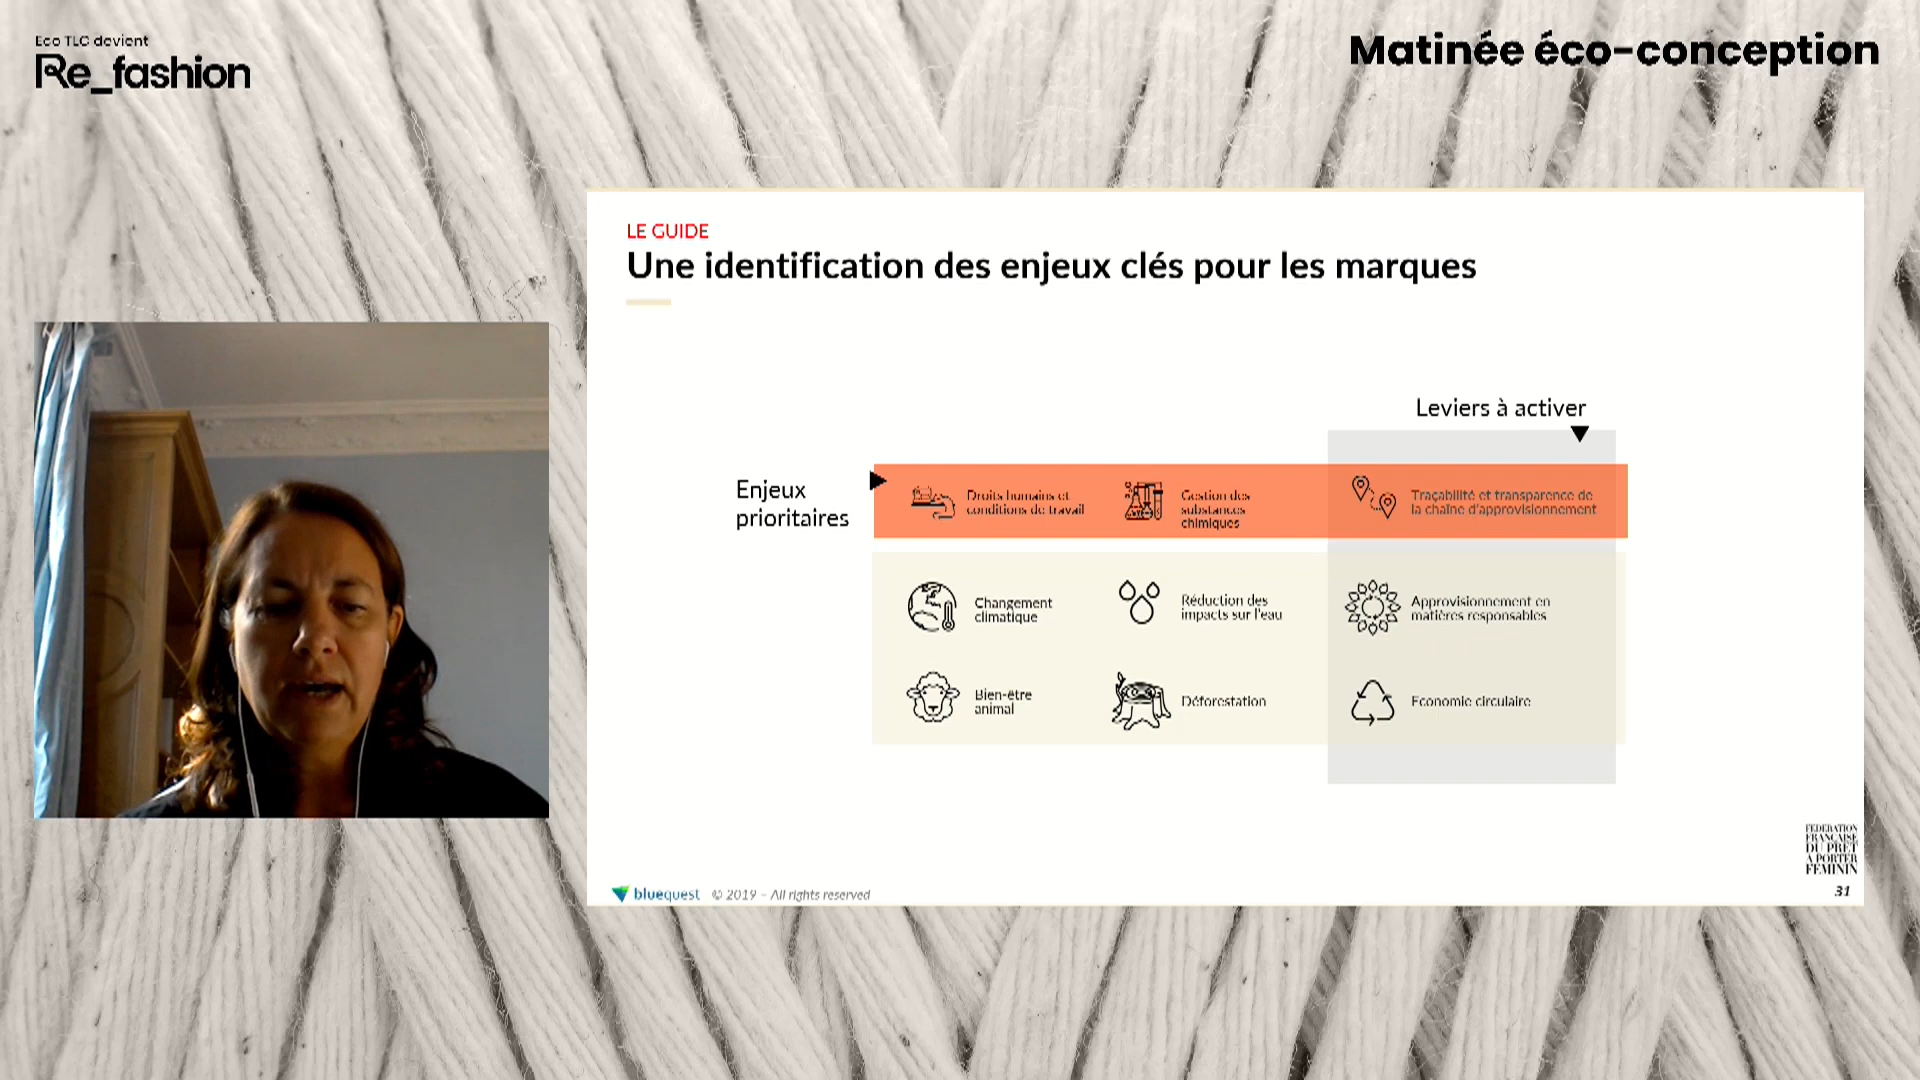 Eco TLC devient
Re_fashion
Matinée éco-conception
LE GUIDE
Une identification des enjeux clés pour les marques
Leviers à activer
Enjeux
prioritaires
Droits humains et
conditions de travail
Gestion des
substances
chimiques
Traçabilité et transparence de
la chaîne d'approvisionnement
Changement
climatique
Réduction des
impacts sur l'eau
Approvisionnement en
matières responsables
Bien-être
animal
Déforestation
Economie circulaire
FEDERATION
FRANÇAISE
DU PRET
A PORTER
FEMININ
bluequest © 2019 – All rights reserved
31